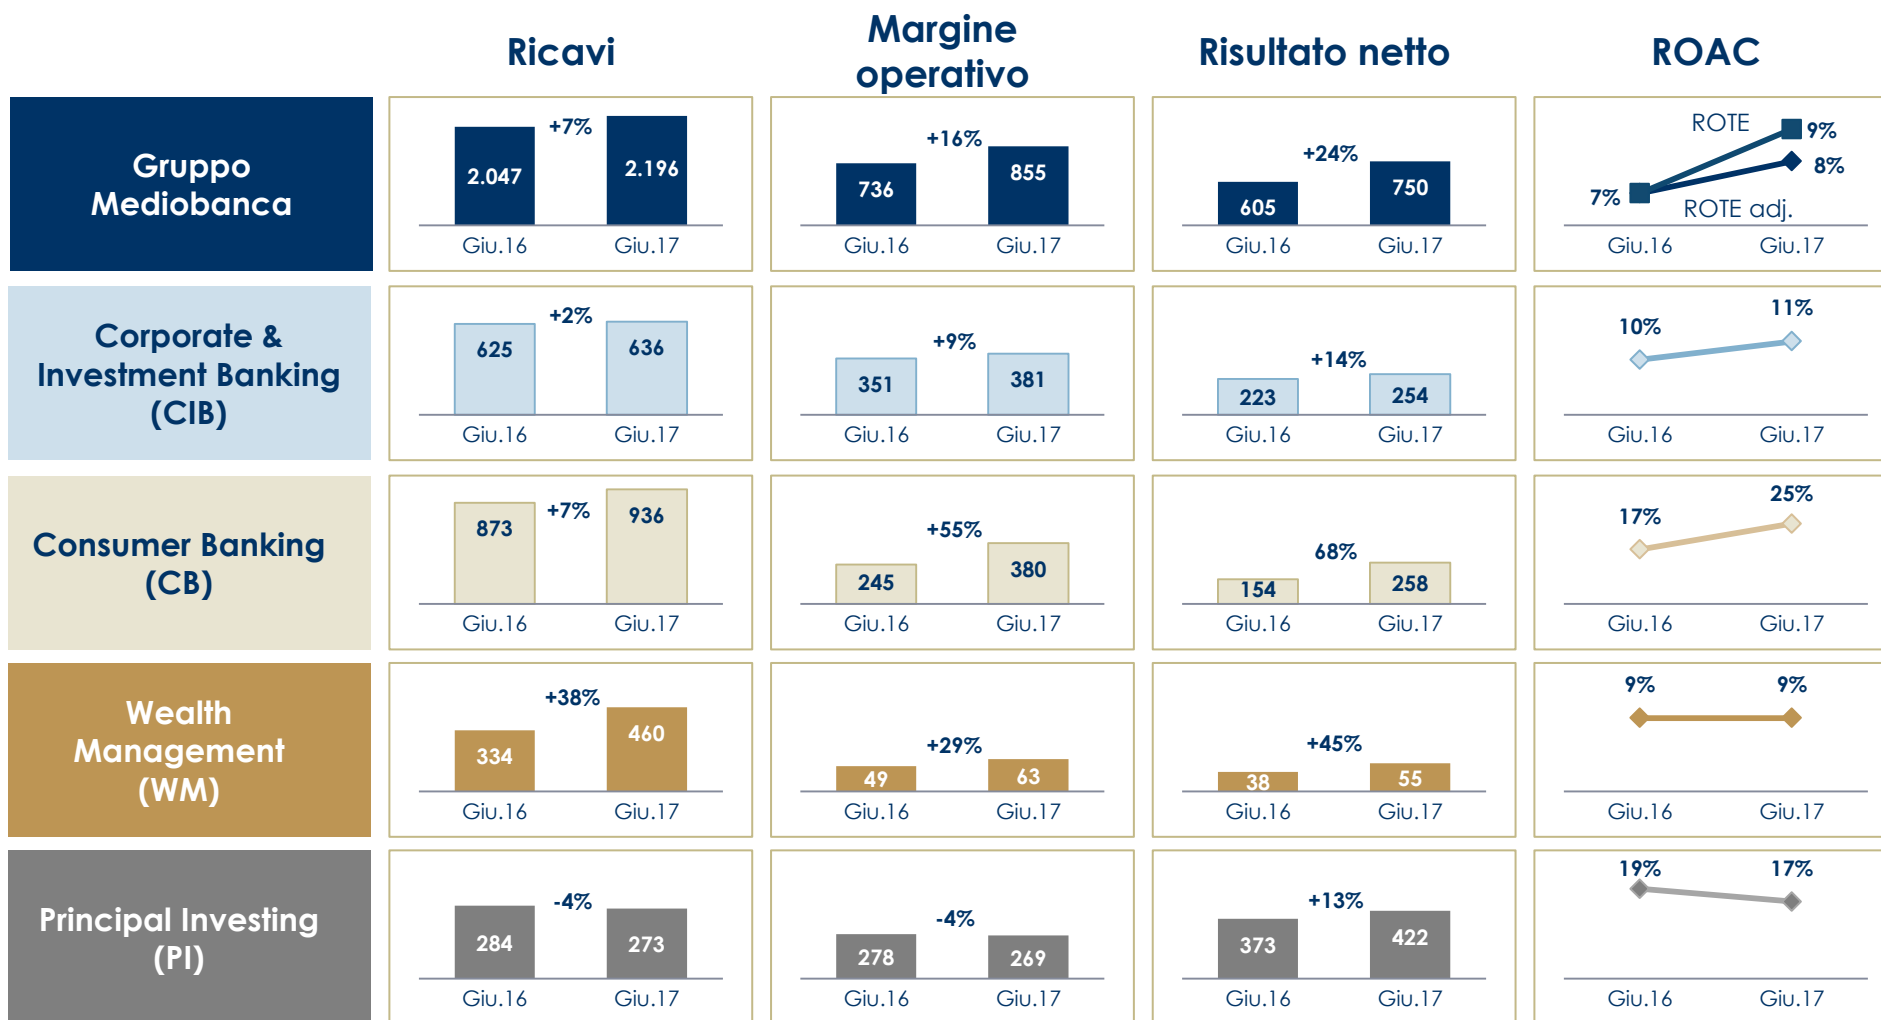 Ricavi
Margine
operativo
Risultato netto
ROAC
Gruppo
Mediobanca
+7%
2.047
2.196
Giu.16
Giu.17
+16%
736
855
Giu.16
Giu.17
+24%
605
750
Giu.16
Giu.17
ROTE
9%
8%
7%
ROTE adj.
Giu.16
Giu.17
Corporate &
Investment Banking
(CIB)
+2%
625
636
Giu.16
Giu.17
+9%
351
381
Giu.16
Giu.17
+14%
223
254
Giu.16
Giu.17
10%
11%
Giu.16
Giu.17
Consumer Banking
(CB)
+7%
873
936
Giu.16
Giu.17
+55%
245
380
Giu.16
Giu.17
68%
154
258
Giu.16
Giu.17
17%
25%
Giu.16
Giu.17
Wealth
Management
(WM)
+38%
334
460
Giu.16
Giu.17
+29%
49
63
Giu.16
Giu.17
+45%
38
55
Giu.16
Giu.17
9%
9%
Giu.16
Giu.17
Principal Investing
(PI)
-4%
284
273
Giu.16
Giu.17
-4%
278
269
Giu.16
Giu.17
+13%
373
422
Giu.16
Giu.17
19%
17%
Giu.16
Giu.17